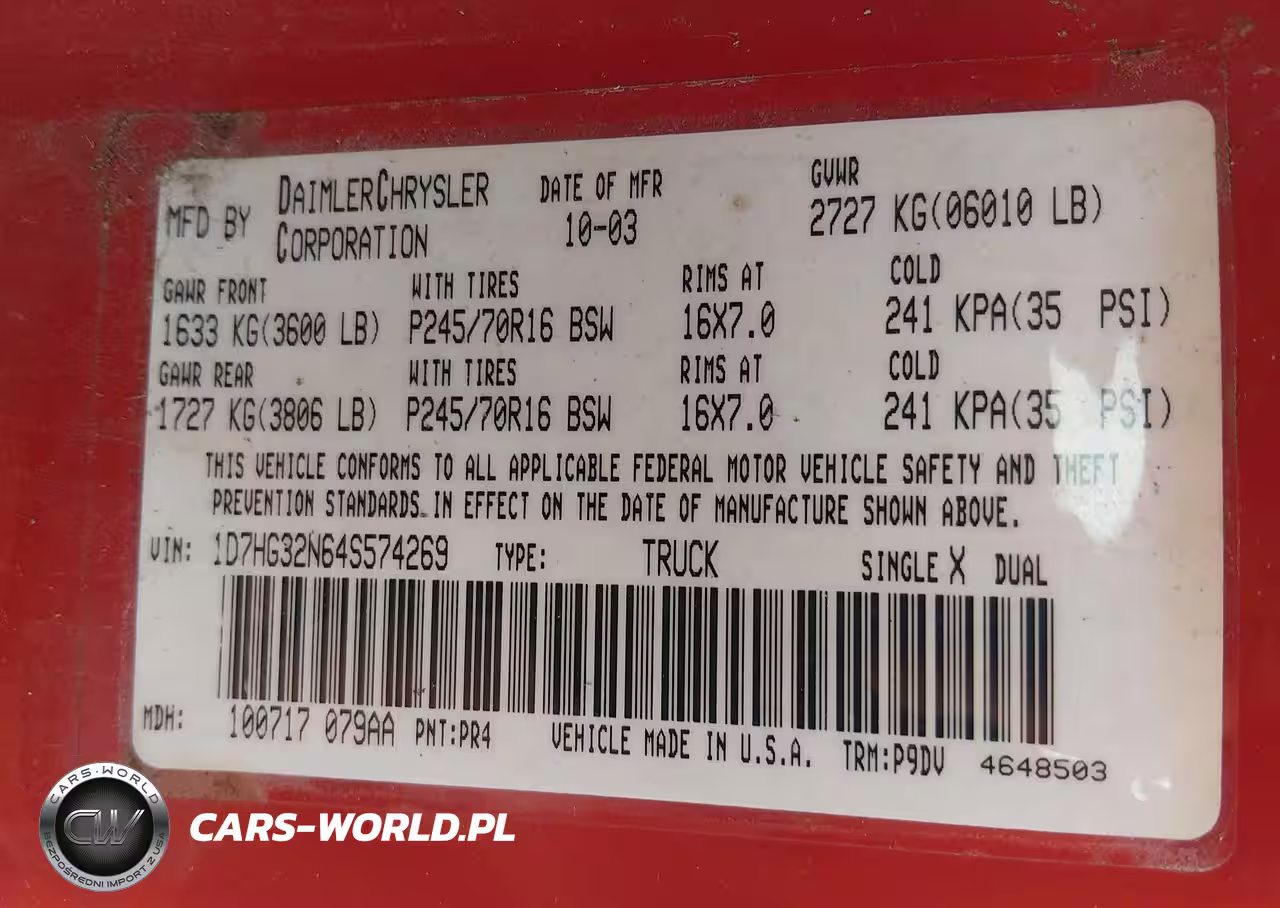 MFD BY DAIMLERCHRYSLER CORPORATION DATE OF MFR 10-03 GVWR 2727 KG(06010 LB)
GAWR FRONT WITH TIRES RIMS AT COLD
1633 KG(3600 LB) P245/70R16 BSW 16X7.0 241 KPA(35 PSI)
GAWR REAR WITH TIRES RIMS AT COLD
1727 KG(3806 LB) P245/70R16 BSW 16X7.0 241 KPA(35 PSI)
THIS VEHICLE CONFORMS TO ALL APPLICABLE FEDERAL MOTOR VEHICLE SAFETY AND THEFT
PREVENTION STANDARDS IN EFFECT ON THE DATE OF MANUFACTURE SHOWN ABOVE.
VIN: 1D7HG32N64S574269 TYPE: TRUCK SINGLE X DUAL
MDH: 100717 079AA PNT:PR4 VEHICLE MADE IN U.S.A. TRM:P9DV 4648503
CARS-WORLD
CW
BEZPOŚREDNI IMPORT Z USA
CARS-WORLD.PL